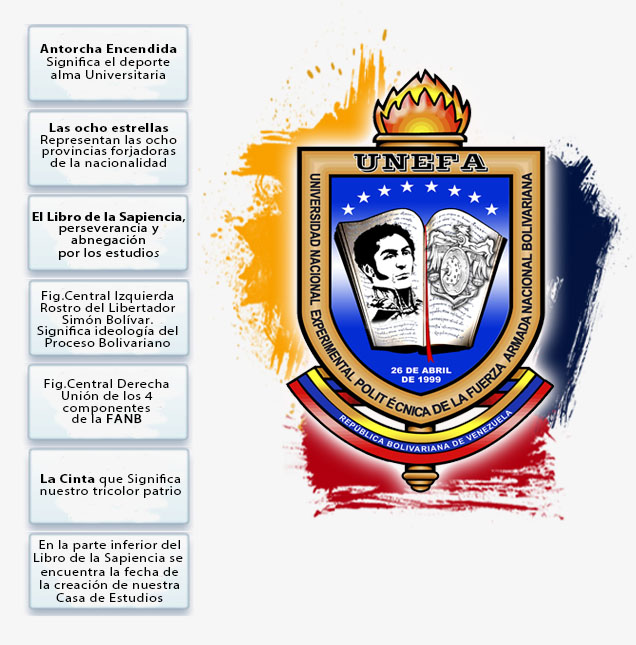 Antorcha Encendida
Significa el deporte
alma Universitaria
Las ocho estrellas
Representan las ocho
provincias forjadoras
de la nacionalidad
El Libro de la Sapiencia,
perseverancia y
abnegación
por los estudios
Fig.Central Izquierda
Rostro del Libertador
Simón Bolívar.
Significa ideología del
Proceso Bolivariano
Fig.Central Derecha
Unión de los 4
componentes
de la FANB
La Cinta que Significa
nuestro tricolor patrio
En la parte inferior del
Libro de la Sapiencia se
encuentra la fecha de
la creación de nuestra
Casa de Estudios
UNEFA
UNIVERSIDAD NACIONAL EXPERIMENTAL POLITÉCNICA DE LA FUERZA ARMADA NACIONAL BOLIVARIANA
26 DE ABRIL
DE 1999
REPÚBLICA BOLIVARIANA DE VENEZUELA